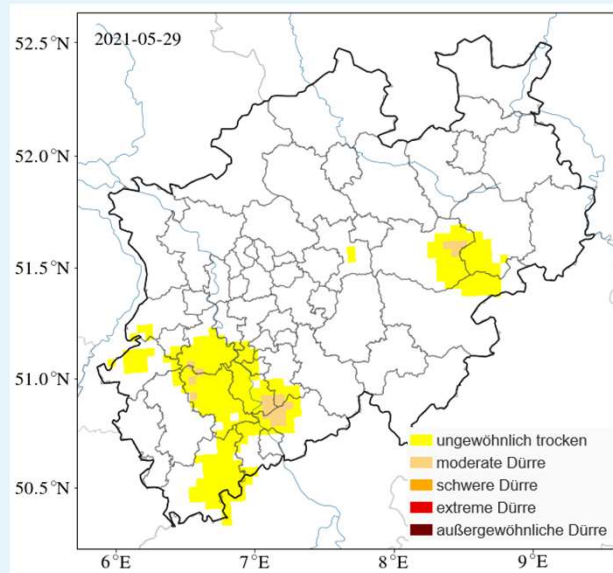 2021-05-29
52.5°N
52.0°N
51.5°N
51.0°N
50.5°N
6°E
7°E
8°E
9°E
ungewöhnlich trocken
moderate Dürre
schwere Dürre
extreme Dürre
außergewöhnliche Dürre